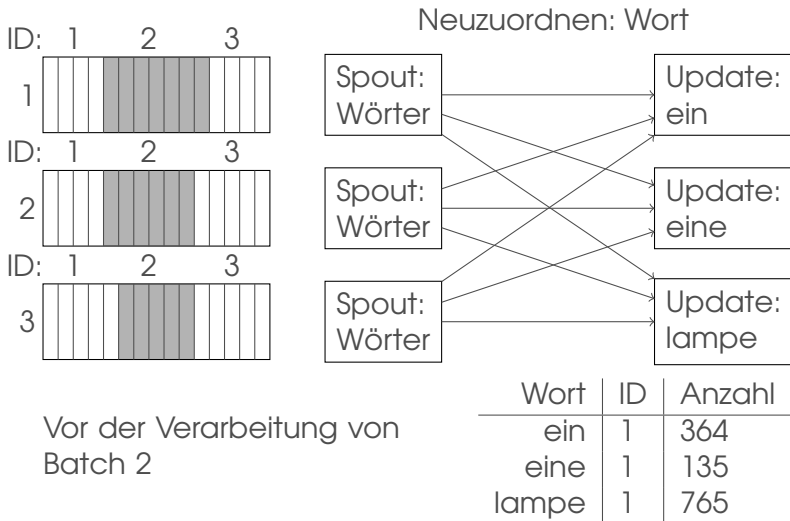 Neuzuordnen: Wort
ID: 1 2 3
1
ID: 1 2 3
2
ID: 1 2 3
3
Spout:
Wörter
Spout:
Wörter
Spout:
Wörter
Update:
ein
Update:
eine
Update:
lampe
Vor der Verarbeitung von
Batch 2
Wort ID Anzahl
ein 1 364
eine 1 135
lampe 1 765